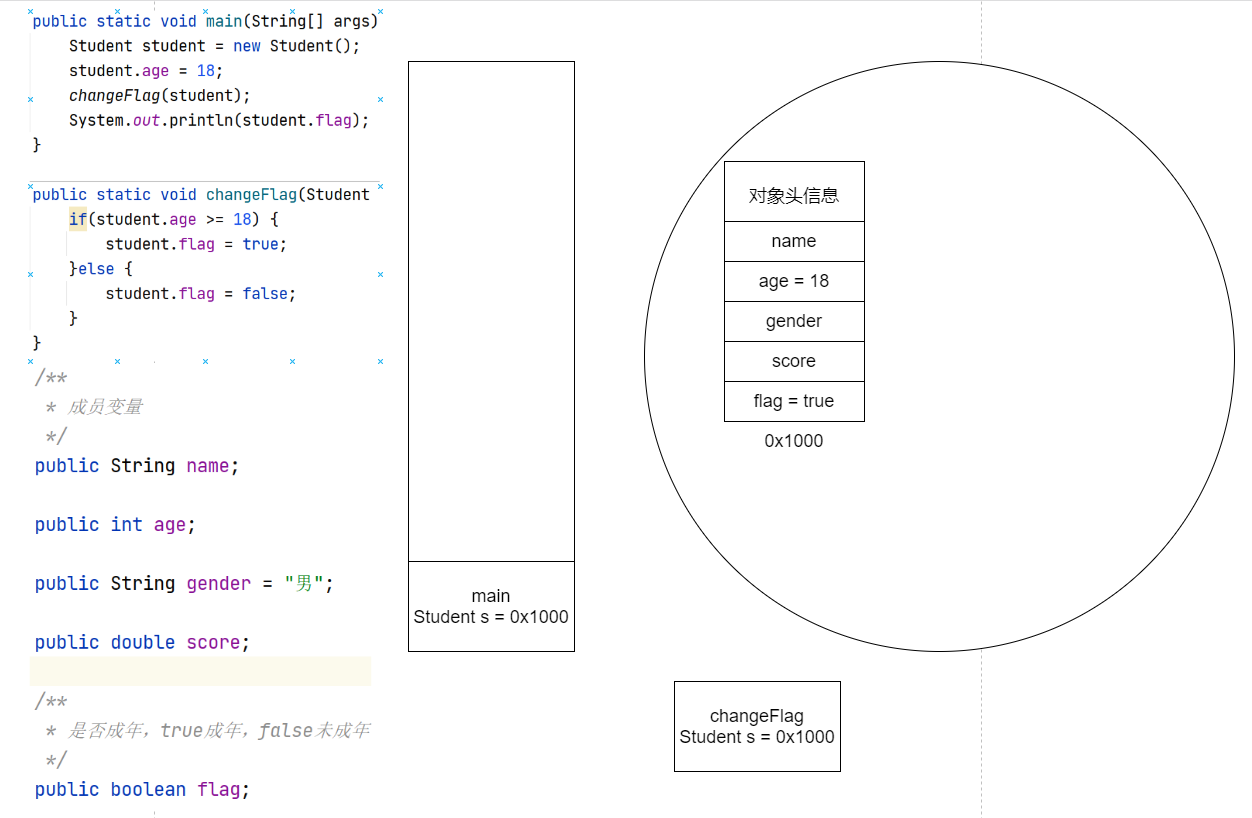 public static void main(String[] args)
Student student = new Student();
student.age = 18;
changeFlag(student);
System.out.println(student.flag);
}
public static void changeFlag(Student
if(student.age >= 18) {
student.flag = true;
}else {
student.flag = false;
}
}
/**
* 成员变量
*/
public String name;
public int age;
public String gender = "男";
public double score;
/**
* 是否成年，true成年，false未成年
*/
public boolean flag;
main
Student s = 0x1000
对象头信息
name
age = 18
gender
score
flag = true
0x1000
changeFlag
Student s = 0x1000